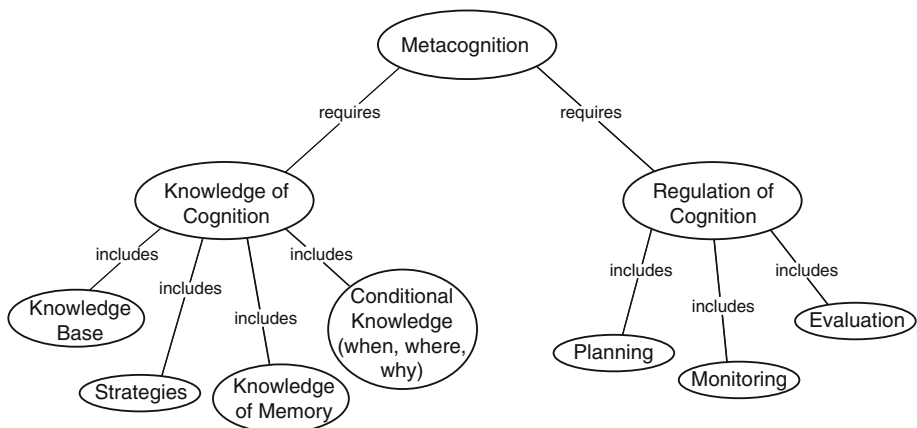 Metacognition
requires
requires
Knowledge of
Cognition
Regulation of
Cognition
includes
includes
includes
includes
includes
includes
includes
Knowledge
Base
Strategies
Knowledge
of Memory
Conditional
Knowledge
(when, where,
why)
Planning
Monitoring
Evaluation